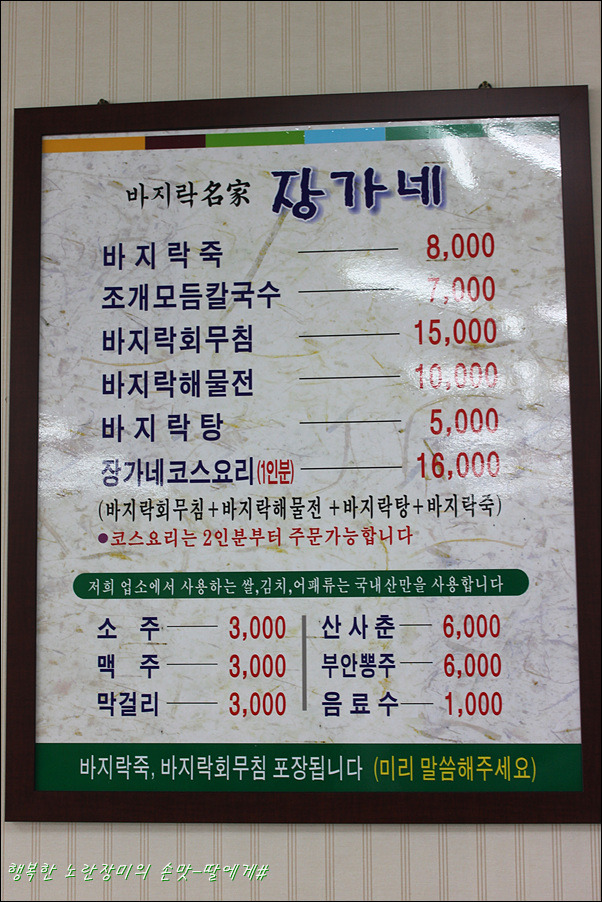 바지락名家 장가네
바지락죽 8,000
조개모듬칼국수 7,000
바지락회무침 15,000
바지락해물전 10,000
바지락탕 5,000
장가네코스요리(1인분) 16,000
(바지락회무침+바지락해물전+바지락탕+바지락죽)
●코스요리는 2인분부터 주문가능합니다
저희 업소에서 사용하는 쌀,김치,어패류는 국내산만을 사용합니다
소주 3,000 산사춘 6,000
맥주 3,000 부안뽕주 6,000
막걸리 3,000 음료수 1,000
바지락죽, 바지락회무침 포장됩니다 (미리 말씀해주세요)
행복한 노란장미의 손맛-딸에게#